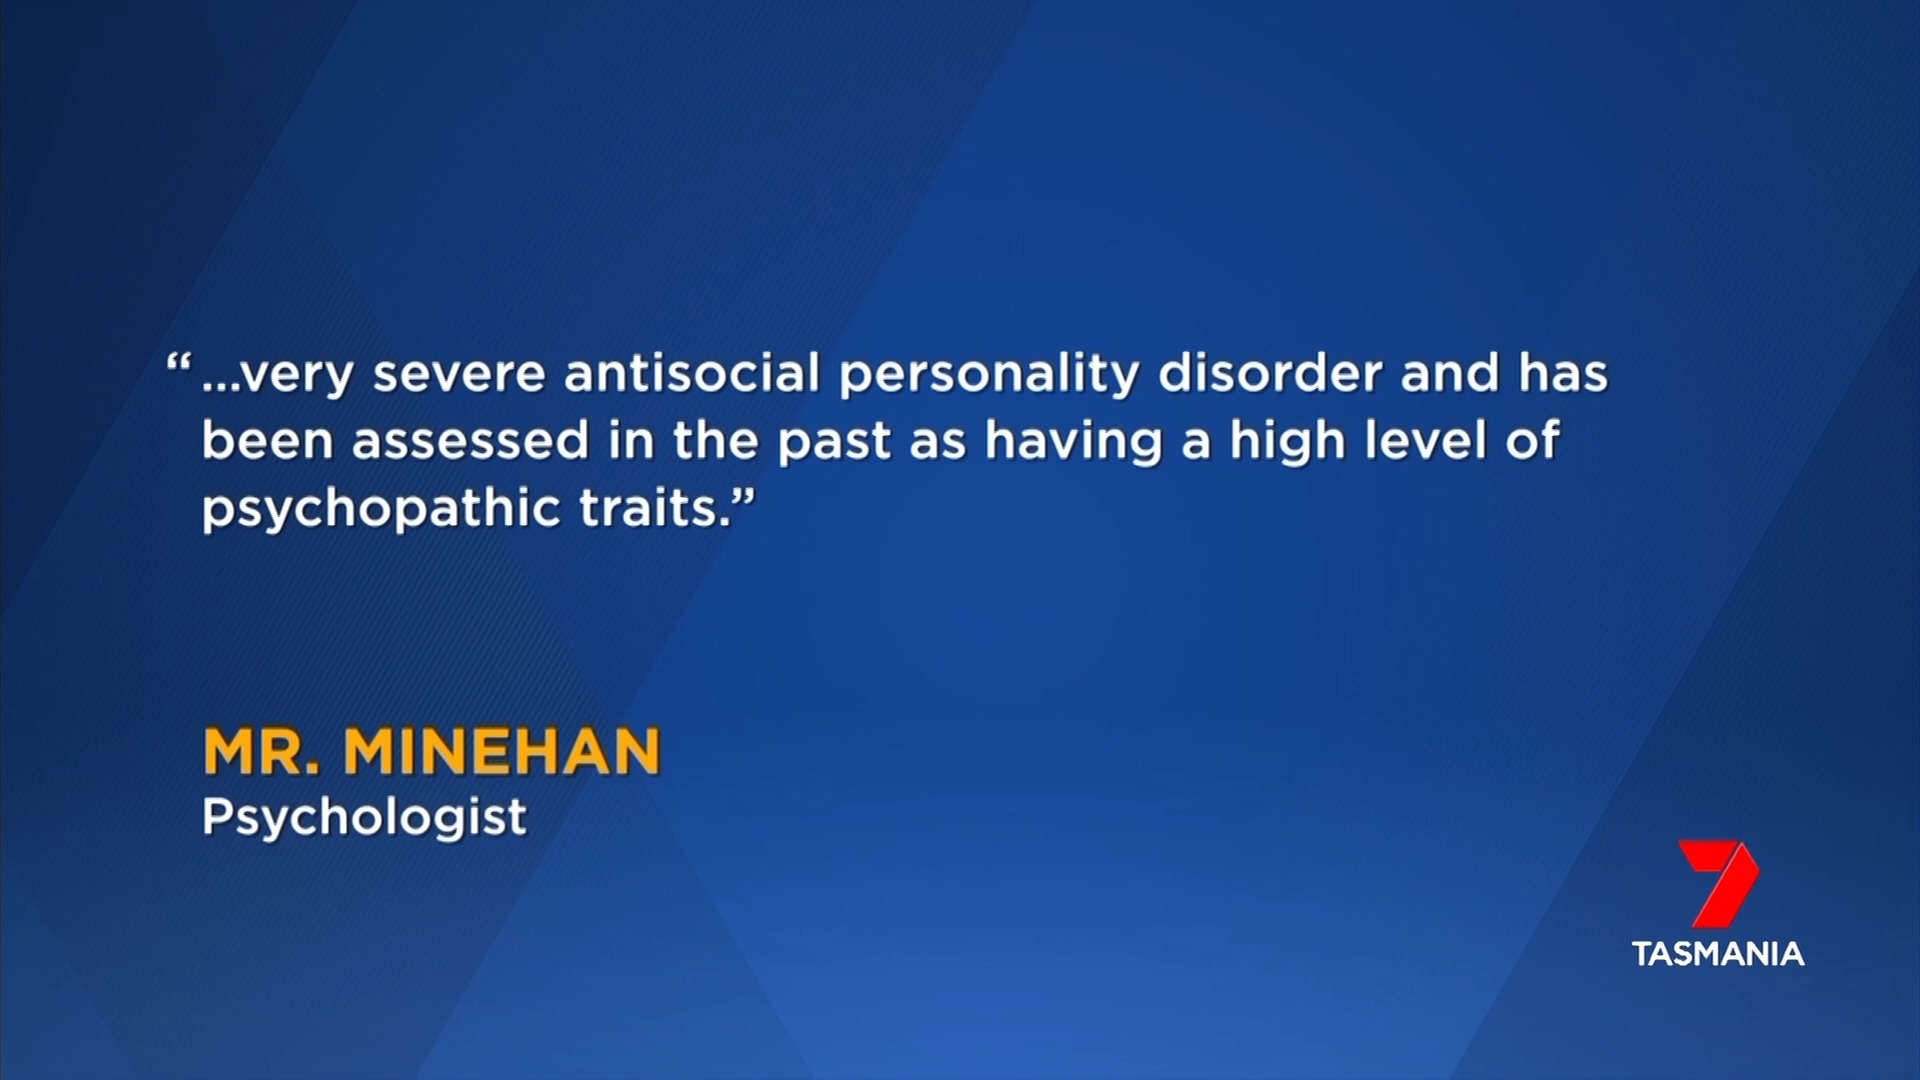 “...very severe antisocial personality disorder and has
been assessed in the past as having a high level of
psychopathic traits.”
MR. MINEHAN
Psychologist
7
TASMANIA